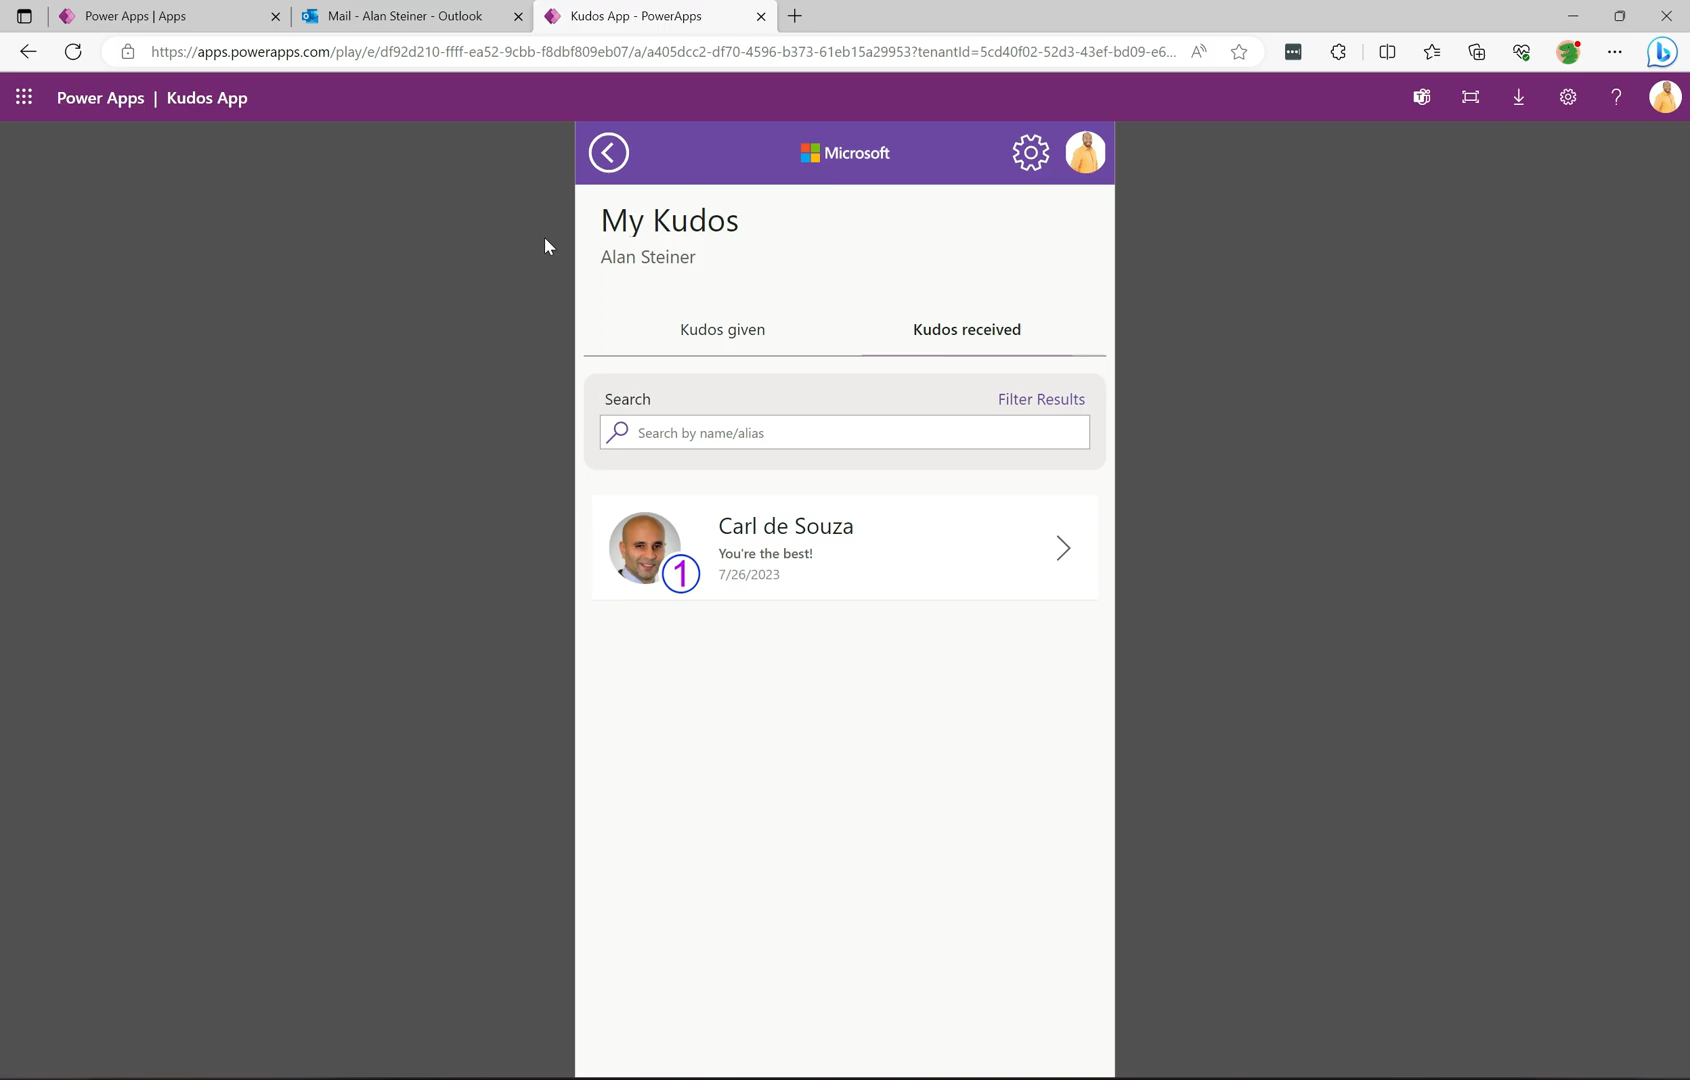 Power Apps | Apps
Mail - Alan Steiner - Outlook
Kudos App - PowerApps
https://apps.powerapps.com/play/e/df92d210-ffff-ea52-9cbb-f8dbf809eb07/a/a405dcc2-df70-4596-b373-61eb15a29953?tenantId=5cd40f02-52d3-43ef-bd09-e6...
Power Apps | Kudos App
Microsoft
My Kudos
Alan Steiner
Kudos given
Kudos received
Search
Filter Results
Search by name/alias
Carl de Souza
You're the best!
1
7/26/2023